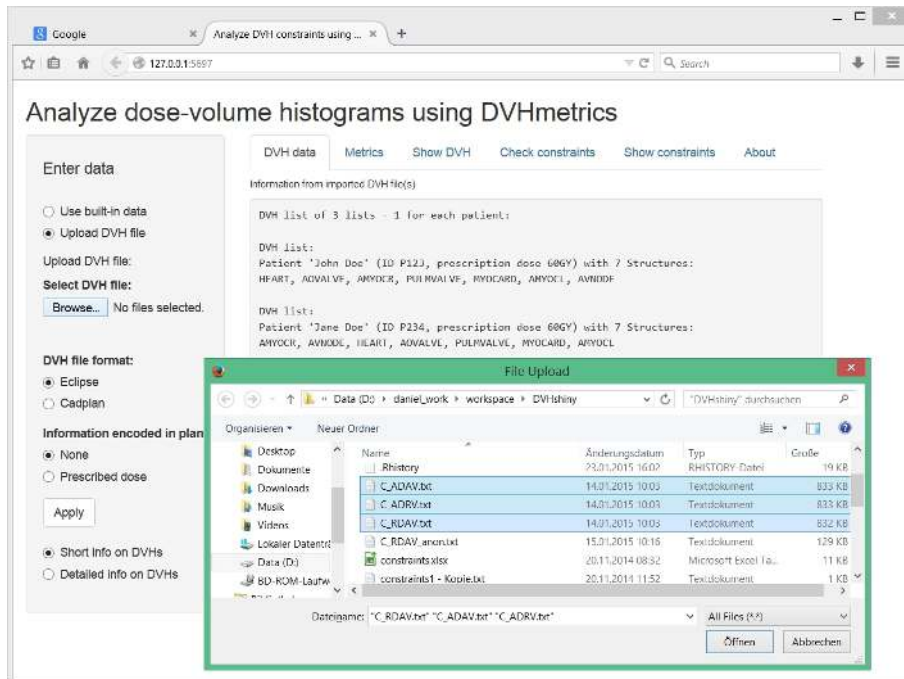 Google
Analyze DVH constraints using ...
127.0.0.1:5697
Search
Analyze dose-volume histograms using DVHmetrics
Enter data
Use built-in data
Upload DVH file
Upload DVH file:
Select DVH file:
Browse... No files selected.
DVH file format:
Eclipse
Cadplan
Information encoded in plan
None
Prescribed dose
Apply
Short info on DVHs
Detailed info on DVHs
DVH data Metrics Show DVH Check constraints Show constraints About
Information from imported DVH file(s)
DVH list of 3 lists - 1 for each patient:
DVH list:
Patient 'John Doe' (ID P123, prescription dose 60GY) with 7 Structures:
HEART, AOVALVE, AMYOCR, PULMVALVE, MYOCARD, AMYOCL, AVNODE
DVH list:
Patient 'Jane Doe' (ID P234, prescription dose 60GY) with 7 Structures:
AMYOCR, AVNODE, HEART, AOVALVE, PULMVALVE, MYOCARD, AMYOCL
File Upload
« Data (D:) ▸ daniel_work ▸ workspace ▸ DVHshiny
"DVHshiny" durchsuchen
Organisieren Neuer Ordner
Desktop
Dokumente
Downloads
Musik
Videos
Lokaler Datenträ
Data (D:)
BD-ROM-Laufw
Name Änderungsdatum Typ Größe
.Rhistory 23.01.2015 16:02 RHISTORY-Datei 19 KB
C_ADAV.txt 14.01.2015 10:03 Textdokument 833 KB
C_ADRV.txt 14.01.2015 10:03 Textdokument 833 KB
C_RDAV.txt 14.01.2015 10:03 Textdokument 832 KB
C_RDAV_anon.txt 15.01.2015 10:16 Textdokument 129 KB
constraints.xlsx 20.11.2014 08:32 Microsoft Excel Ta... 11 KB
constraints1 - Kopie.txt 20.11.2014 11:52 Textdokument 1 KB
Dateiname: "C_RDAV.txt" "C_ADAV.txt" "C_ADRV.txt"
All Files (*.*)
Öffnen Abbrechen